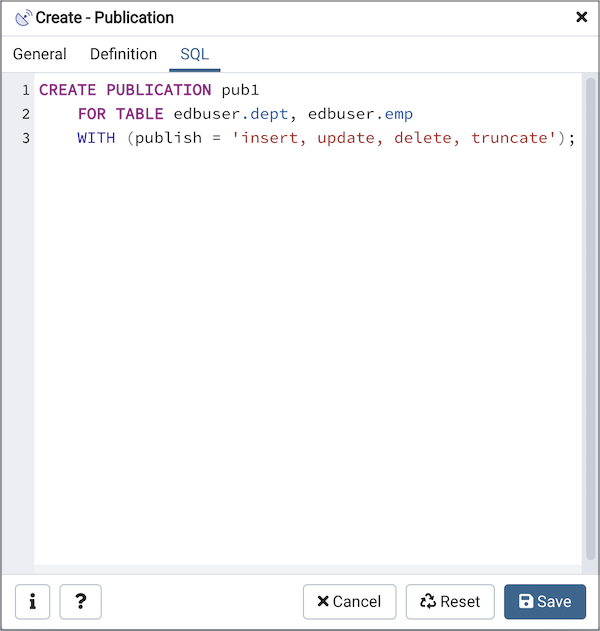 Create - Publication
General Definition SQL
1 CREATE PUBLICATION pub1
2 FOR TABLE edbuser.dept, edbuser.emp
3 WITH (publish = 'insert, update, delete, truncate');
i ? Cancel Reset Save